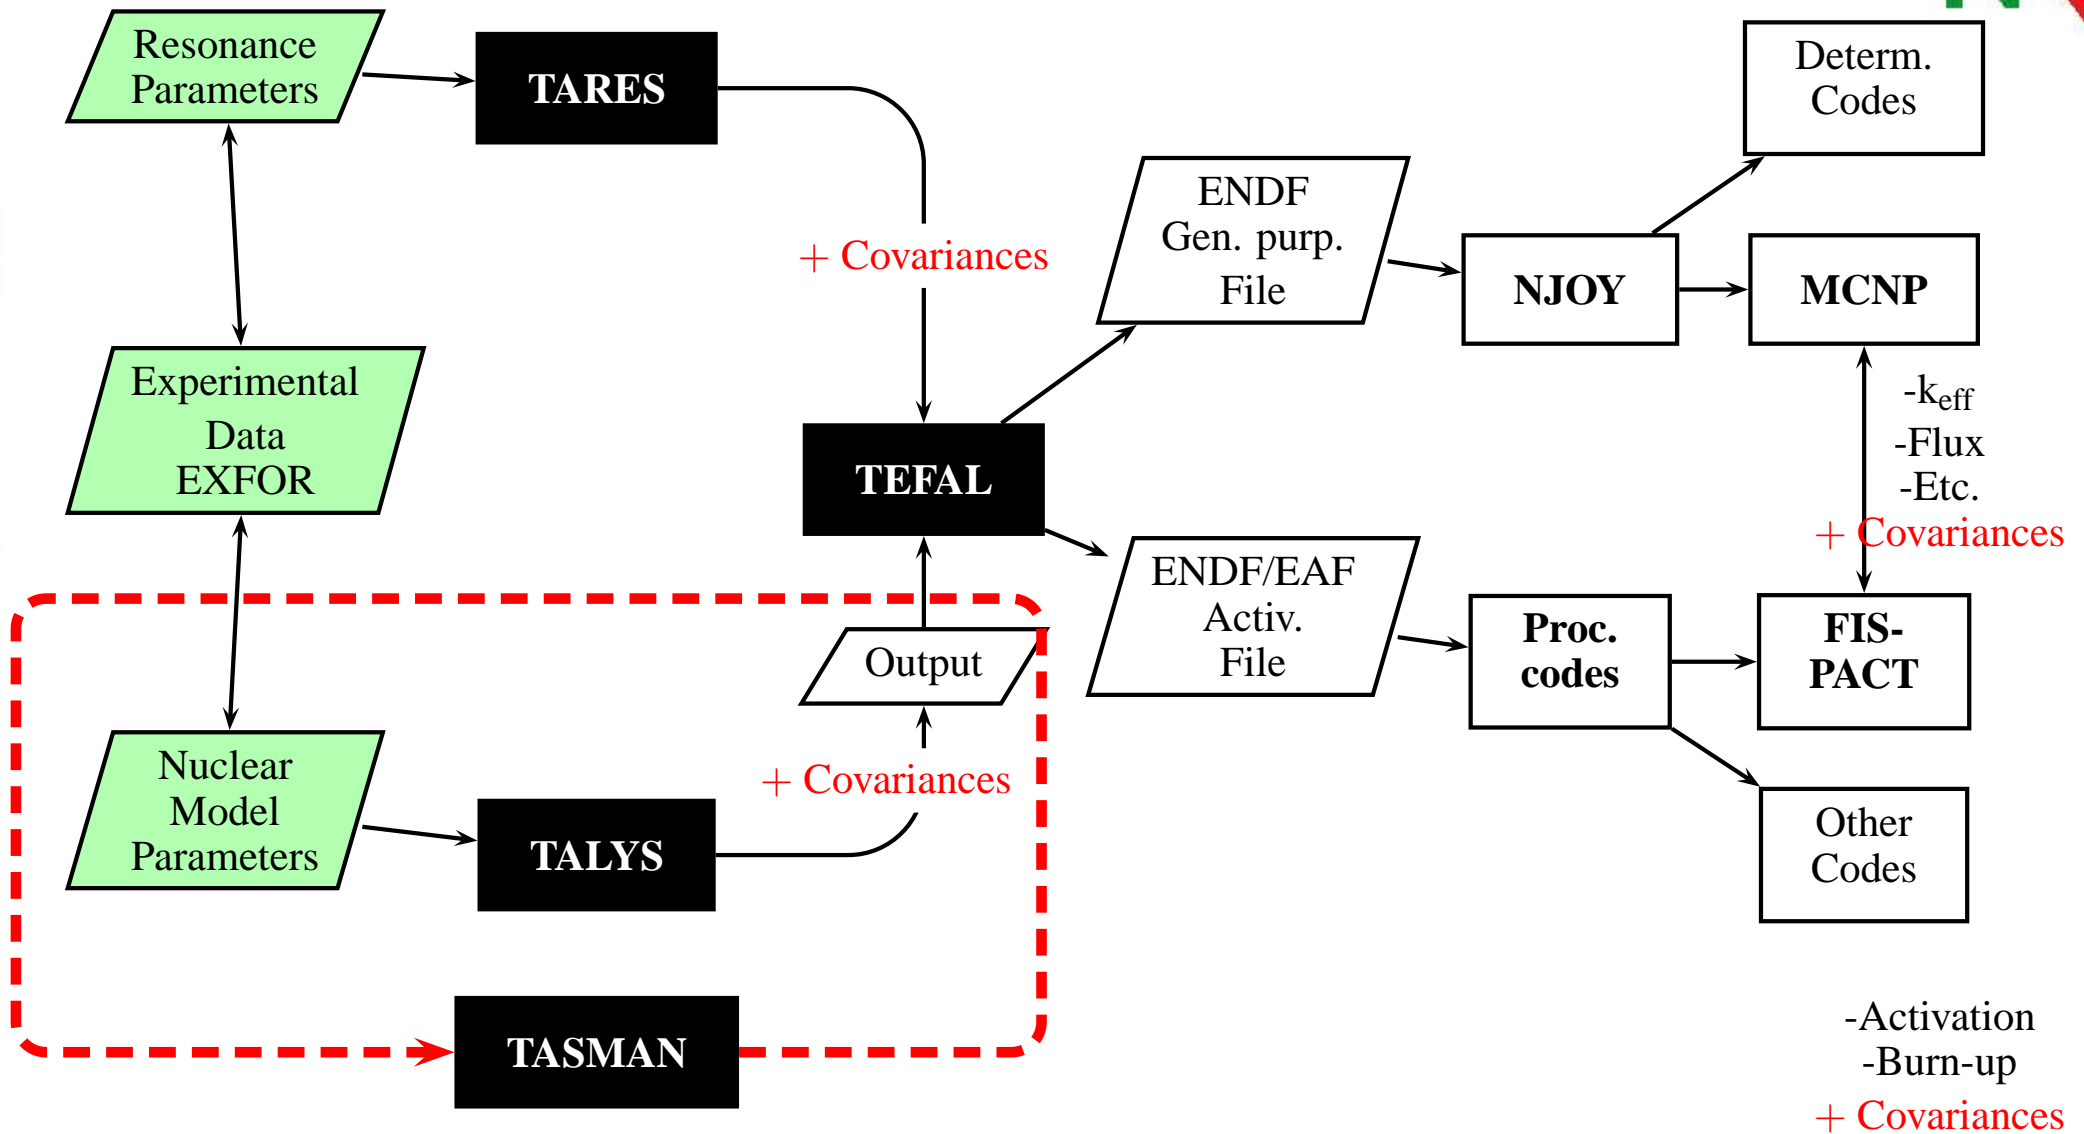 Resonance
Parameters
TARES
Determ.
Codes
+ Covariances
ENDF
Gen. purp.
File
NJOY
MCNP
Experimental
Data
EXFOR
-k_eff
-Flux
-Etc.
+ Covariances
TEFAL
ENDF/EAF
Activ.
File
Proc.
codes
FIS-
PACT
Output
Nuclear
Model
Parameters
+ Covariances
TALYS
Other
Codes
TASMAN
-Activation
-Burn-up
+ Covariances